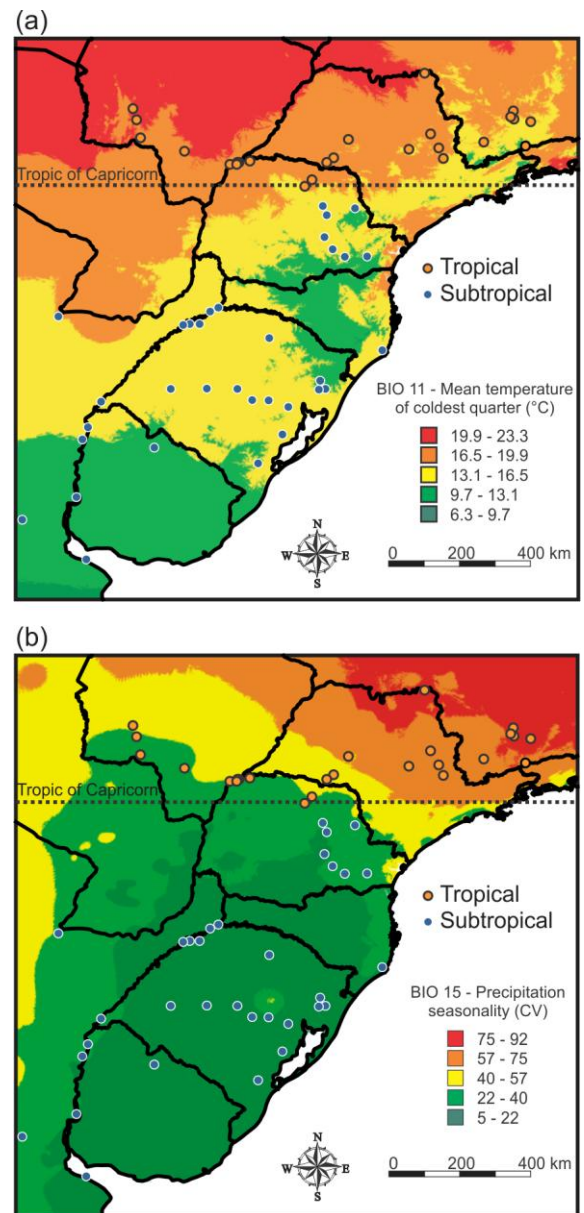 (a)
Tropic of Capricorn
Tropical
Subtropical
BIO 11 - Mean temperature
of coldest quarter (°C)
19.9 - 23.3
16.5 - 19.9
13.1 - 16.5
9.7 - 13.1
6.3 - 9.7
N
W E
S
0 200 400 km
(b)
Tropic of Capricorn
Tropical
Subtropical
BIO 15 - Precipitation
seasonality (CV)
75 - 92
57 - 75
40 - 57
22 - 40
5 - 22
N
W E
S
0 200 400 km